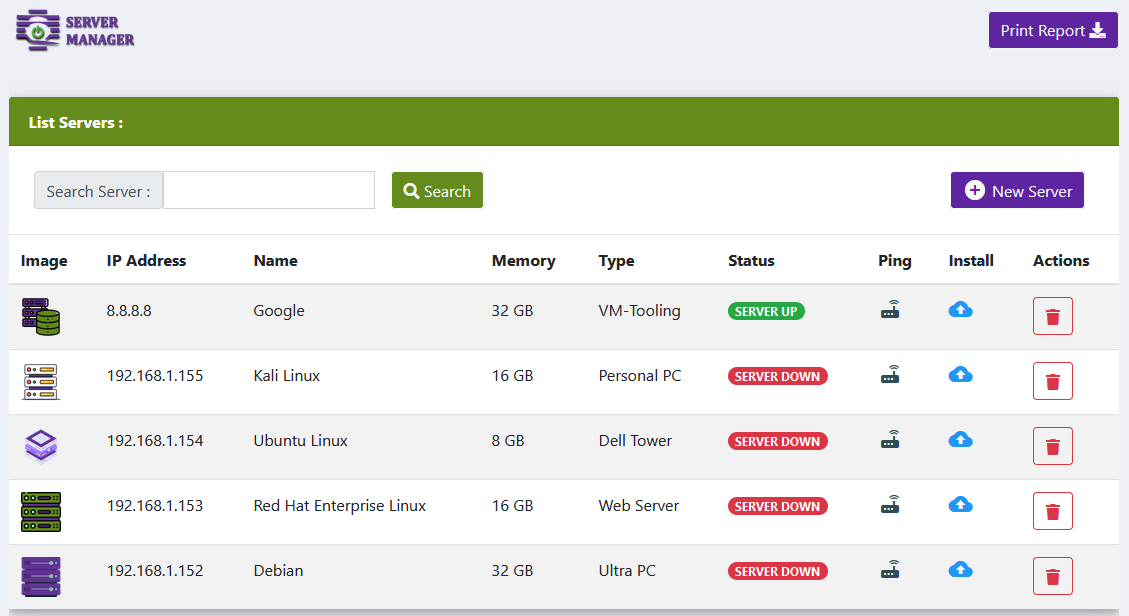 SERVER
MANAGER
Print Report
List Servers :
Search Server :
Search
New Server
Image IP Address Name Memory Type Status Ping Install Actions
8.8.8.8 Google 32 GB VM-Tooling SERVER UP
192.168.1.155 Kali Linux 16 GB Personal PC SERVER DOWN
192.168.1.154 Ubuntu Linux 8 GB Dell Tower SERVER DOWN
192.168.1.153 Red Hat Enterprise Linux 16 GB Web Server SERVER DOWN
192.168.1.152 Debian 32 GB Ultra PC SERVER DOWN